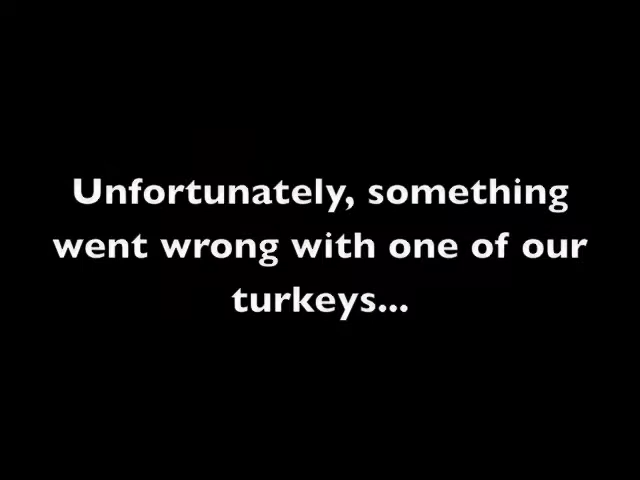 Unfortunately, something
went wrong with one of our
turkeys...